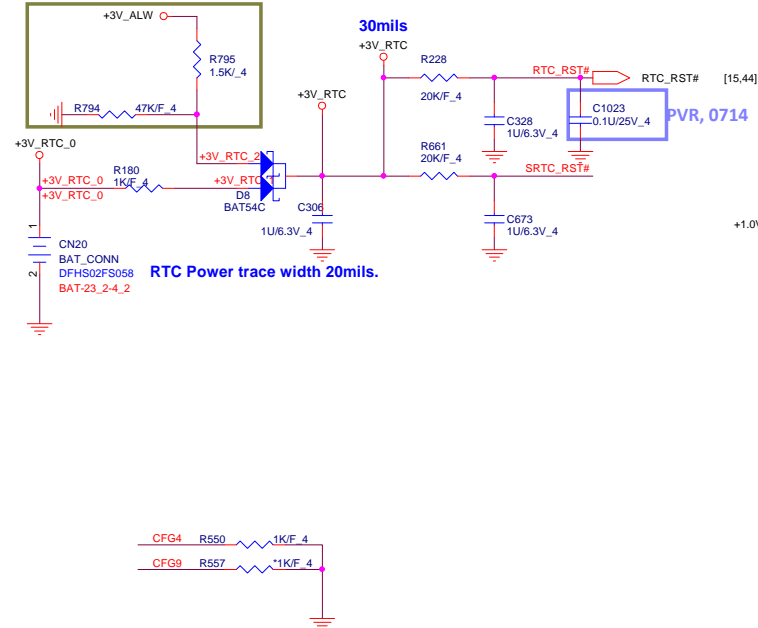 +3V_ALW
R795
1.5K/_4
R794 47K/F_4
30mils
+3V_RTC
R228
20K/F_4
RTC_RST#
RTC_RST# [15,44]
C1023
0.1U/25V_4
PVR, 0714
C328
1U/6.3V_4
+3V_RTC
+3V_RTC_0
R180
1K/F_4
+3V_RTC_0
+3V_RTC_0
+3V_RTC_2
+3V_RTC_
D8
BAT54C
C306
1U/6.3V_4
R661
20K/F_4
SRTC_RST#
C673
1U/6.3V_4
+1.0V
1
2
CN20
BAT_CONN
DFHS02FS058
BAT-23_2-4_2
RTC Power trace width 20mils.
CFG4 R550 1K/F_4
CFG9 R557 *1K/F_4